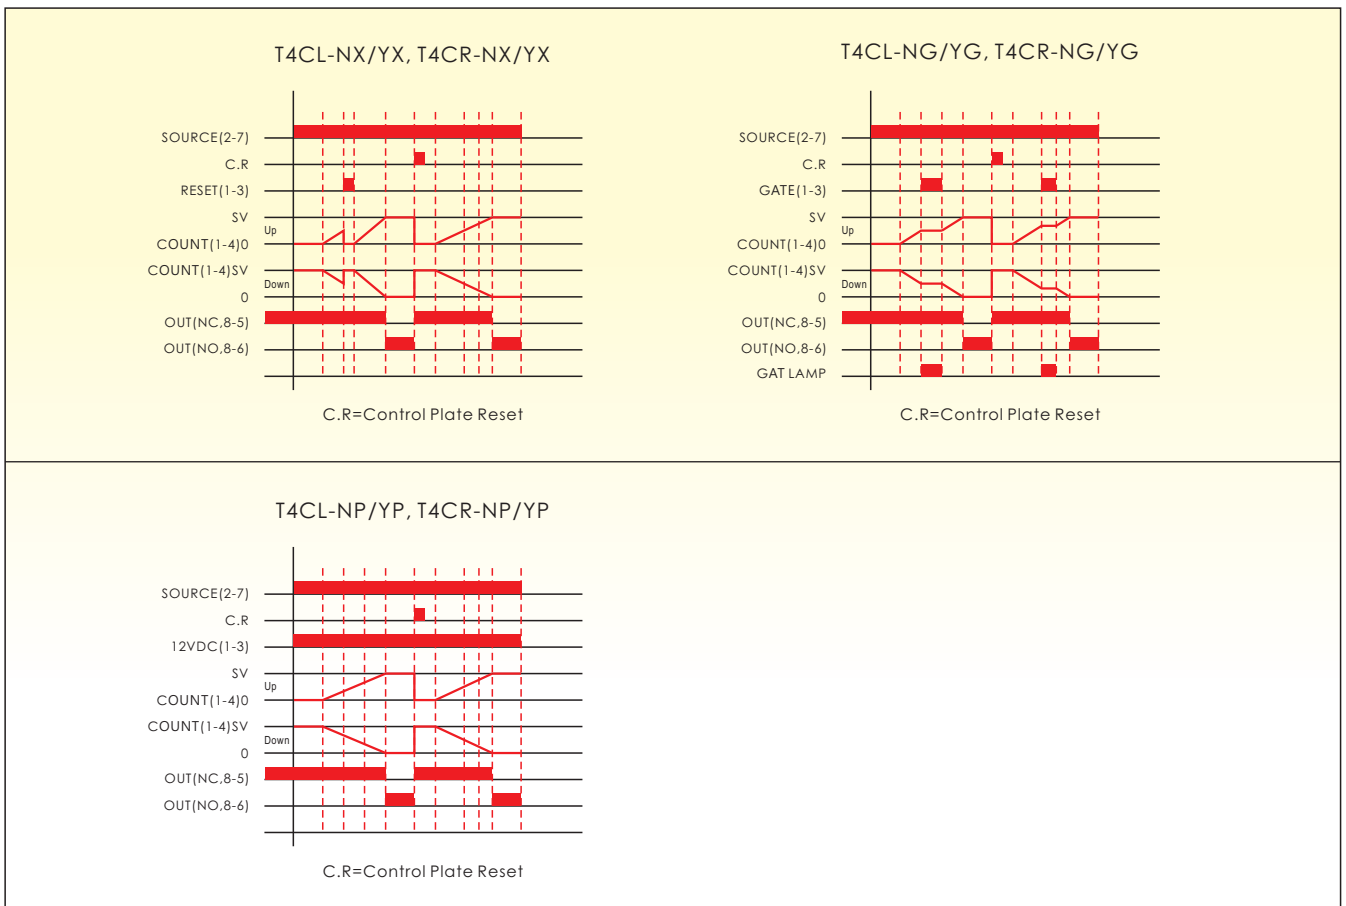 T4CL-NX/YX, T4CR-NX/YX
SOURCE(2-7)
C.R
RESET(1-3)
SV
Up
COUNT(1-4)0
COUNT(1-4)SV
Down
0
OUT(NC,8-5)
OUT(NO,8-6)
C.R=Control Plate Reset
T4CL-NG/YG, T4CR-NG/YG
SOURCE(2-7)
C.R
GATE(1-3)
SV
Up
COUNT(1-4)0
COUNT(1-4)SV
Down
0
OUT(NC,8-5)
OUT(NO,8-6)
GAT LAMP
C.R=Control Plate Reset
T4CL-NP/YP, T4CR-NP/YP
SOURCE(2-7)
C.R
12VDC(1-3)
SV
Up
COUNT(1-4)0
COUNT(1-4)SV
Down
0
OUT(NC,8-5)
OUT(NO,8-6)
C.R=Control Plate Reset